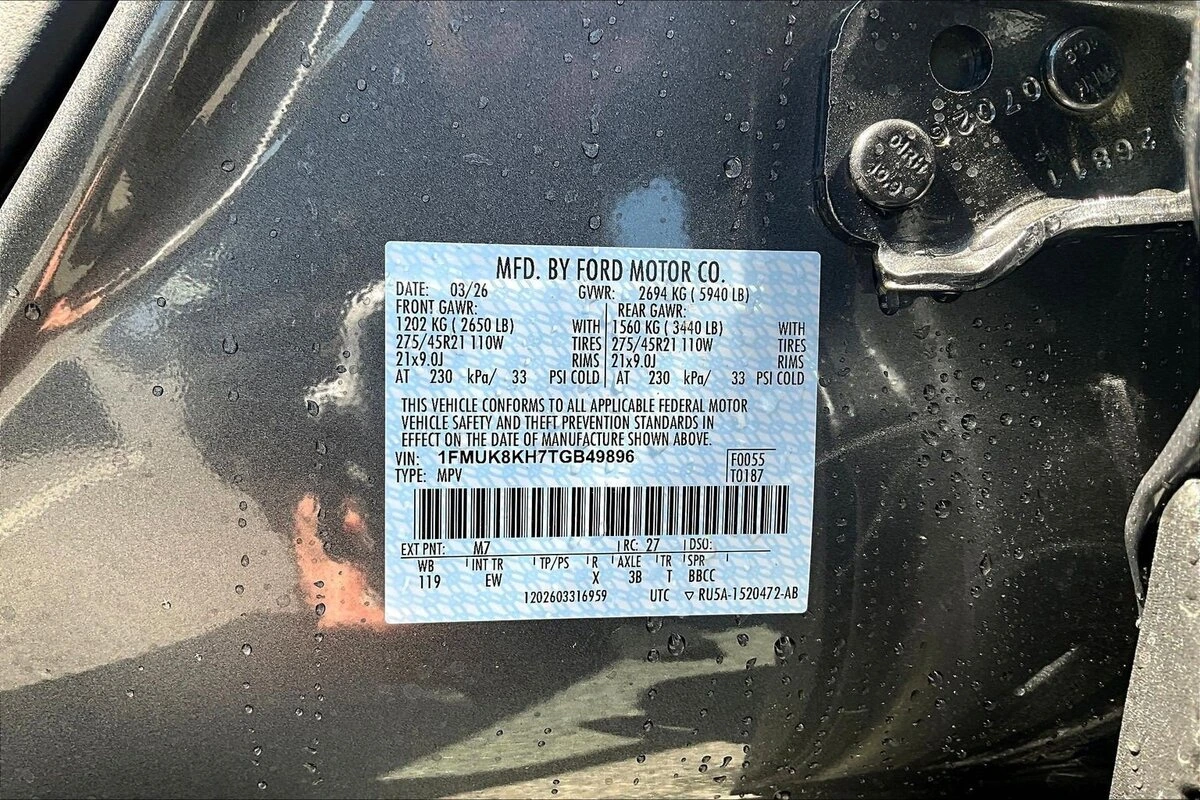 07026
26811
MFD. BY FORD MOTOR CO.
DATE: 03/26 GVWR: 2694 KG ( 5940 LB)
FRONT GAWR: REAR GAWR:
1202 KG ( 2650 LB) WITH 1560 KG ( 3440 LB) WITH
275/45R21 110W TIRES 275/45R21 110W TIRES
21x9.0J RIMS 21x9.0J RIMS
AT 230 kPa/ 33 PSI COLD AT 230 kPa/ 33 PSI COLD
THIS VEHICLE CONFORMS TO ALL APPLICABLE FEDERAL MOTOR
VEHICLE SAFETY AND THEFT PREVENTION STANDARDS IN
EFFECT ON THE DATE OF MANUFACTURE SHOWN ABOVE.
VIN: 1FMUK8KH7TGB49896 F0055
TYPE: MPV T0187
EXT PNT: M7 RC: 27 DSO:
WB INT TR TP/PS R AXLE TR SPR
119 EW X 3B T BBCC
1202603316959 UTC ▽ RU5A-1520472-AB